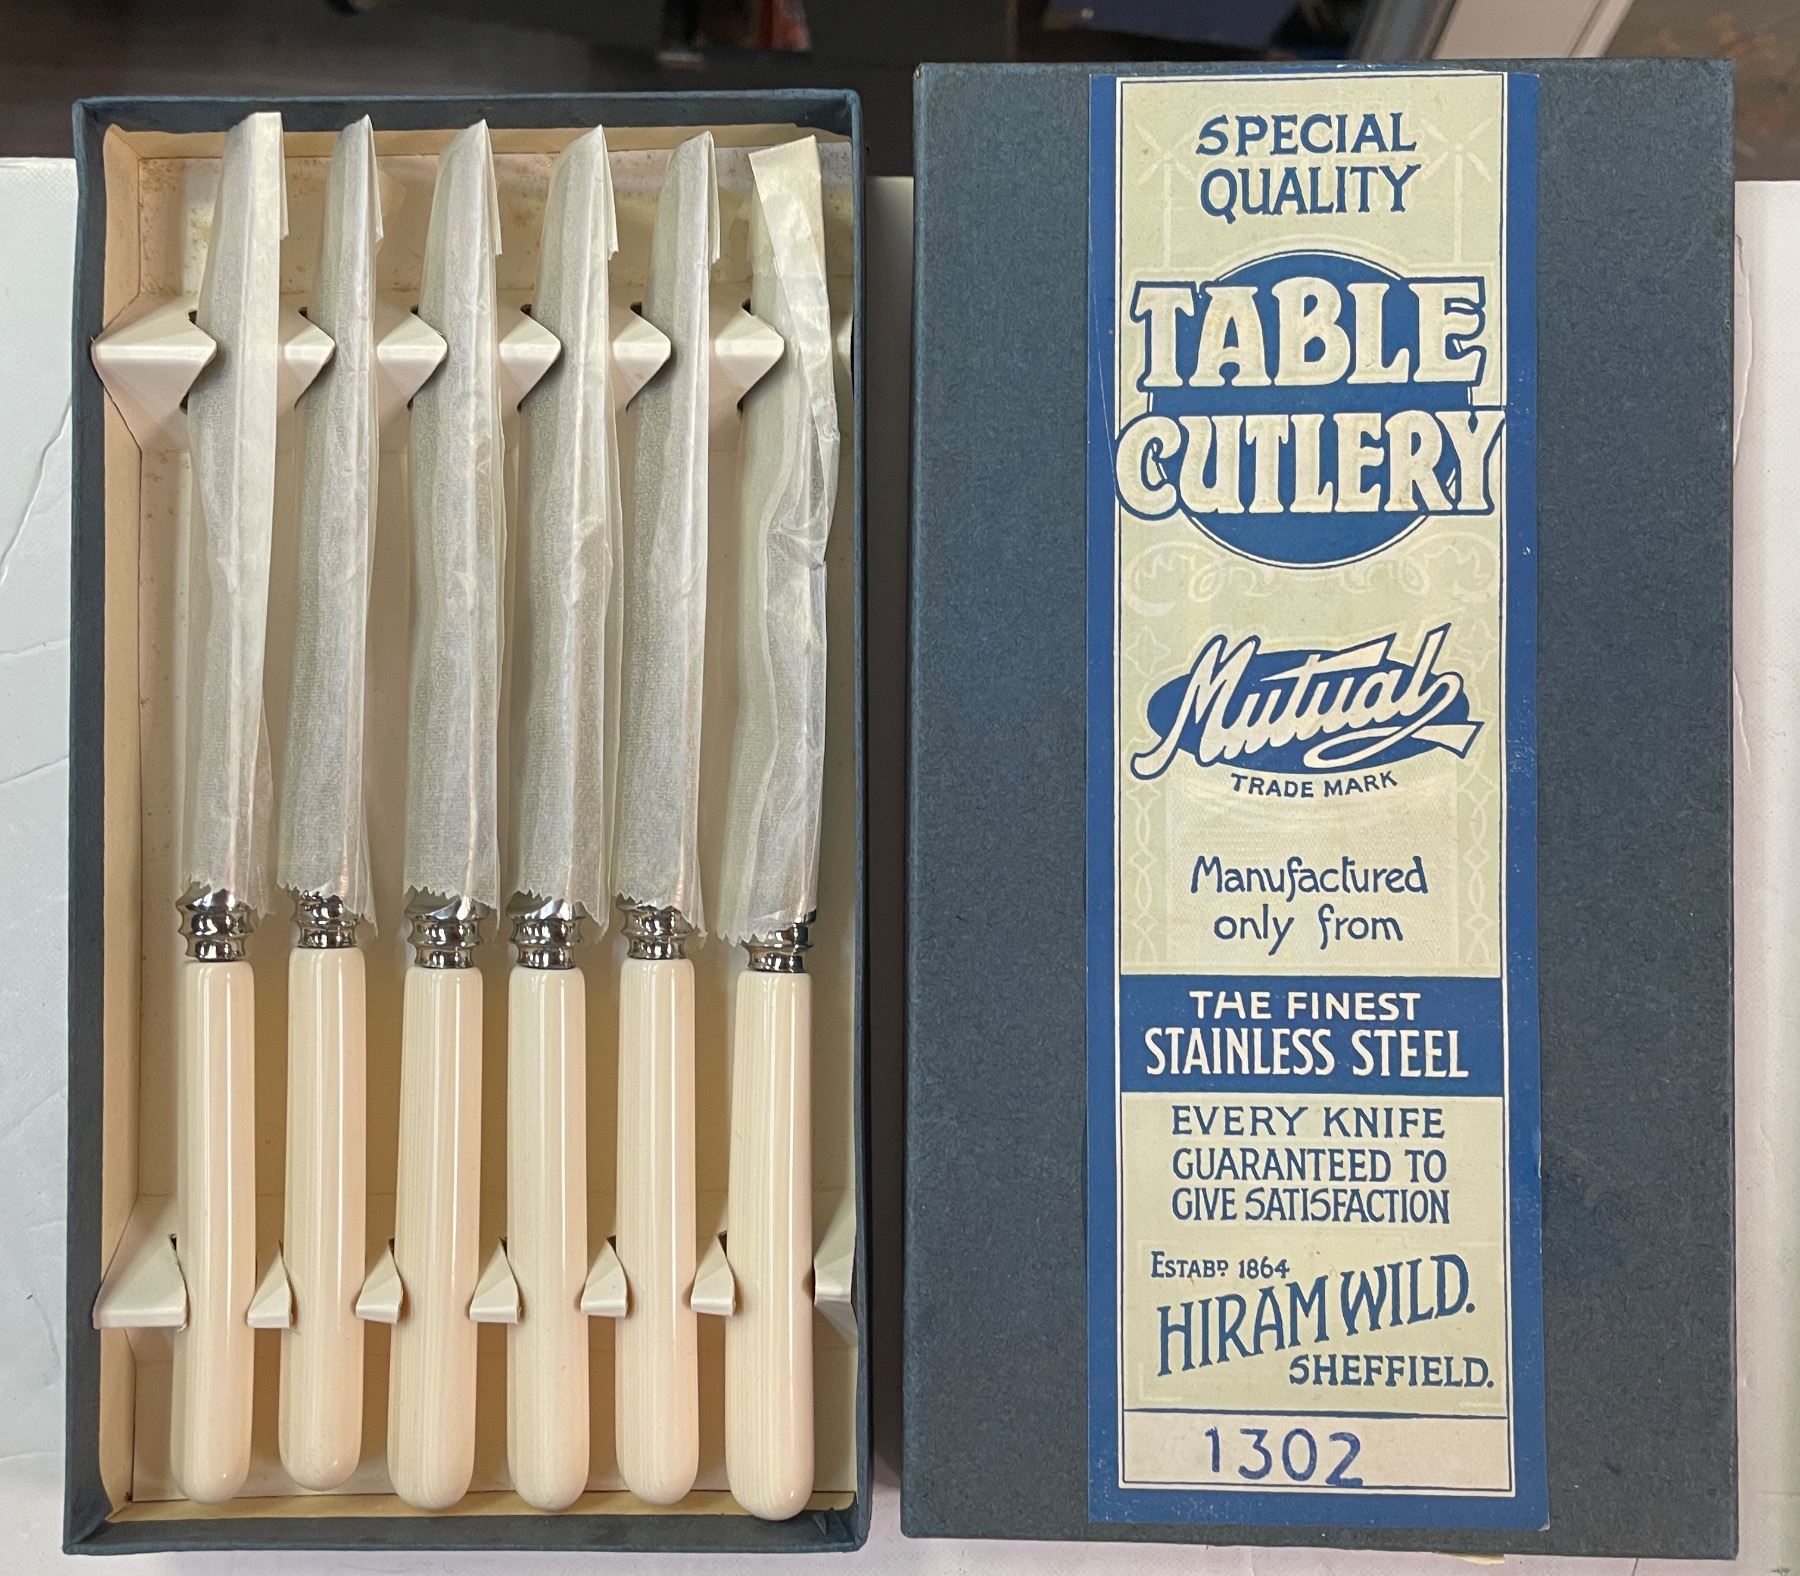 SPECIAL
QUALITY
TABLE
CUTLERY
Mutual
TRADE MARK
Manufactured
only from
THE FINEST
STAINLESS STEEL
EVERY KNIFE
GUARANTEED TO
GIVE SATISFACTION
ESTABD 1864
HIRAM WILD.
SHEFFIELD.
1302